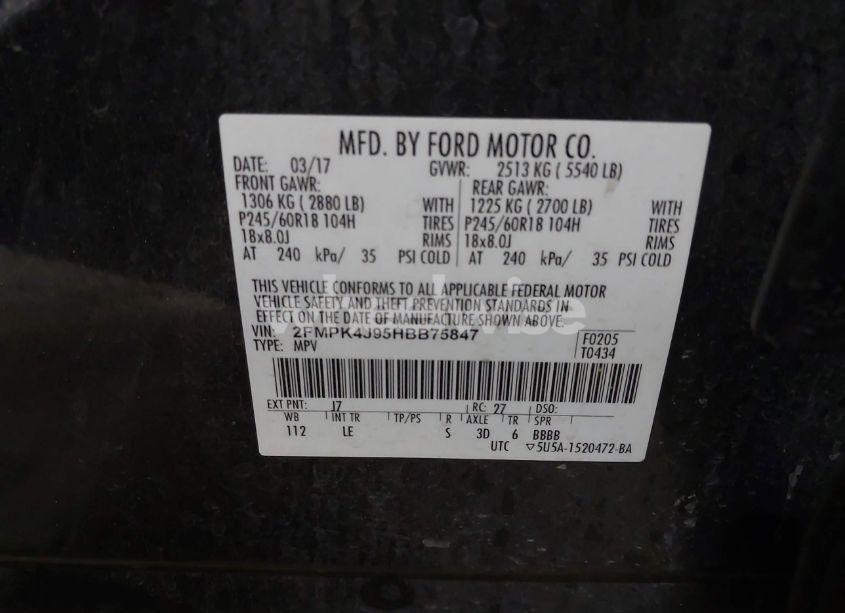 MFD. BY FORD MOTOR CO.
DATE: 03/17 GVWR: 2513 KG ( 5540 LB)
FRONT GAWR: REAR GAWR:
1306 KG ( 2880 LB) WITH 1225 KG ( 2700 LB) WITH
P245/60R18 104H TIRES P245/60R18 104H TIRES
18x8.0J RIMS 18x8.0J RIMS
AT 240 kPa/ 35 PSI COLD AT 240 kPa/ 35 PSI COLD
THIS VEHICLE CONFORMS TO ALL APPLICABLE FEDERAL MOTOR
VEHICLE SAFETY AND THEFT PREVENTION STANDARDS IN
EFFECT ON THE DATE OF MANUFACTURE SHOWN ABOVE.
VIN: 2FMPK4J95HBB75847 F0205
TYPE: MPV T0434
EXT PNT: J7 RC: 27 DSO:
WB INT TR TP/PS R AXLE TR SPR
112 LE S 3D 6 BBBB
UTC ▽5U5A-1520472-BA